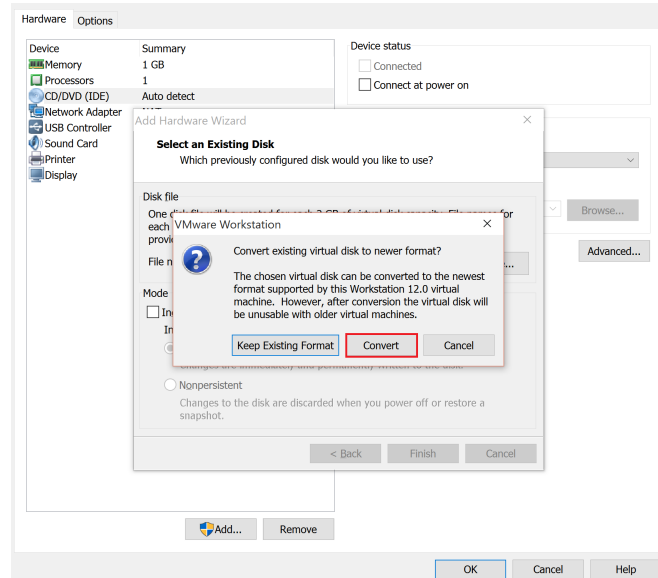 Hardware Options
Device Summary
Memory 1 GB
Processors 1
CD/DVD (IDE) Auto detect
Network Adapter
USB Controller
Sound Card
Printer
Display
Device status
Connected
Connect at power on
Browse...
Advanced...
Add Hardware Wizard
Select an Existing Disk
Which previously configured disk would you like to use?
Disk file
One disk file will be created for each 2 GB of virtual disk capacity. File names for
each
File n
...
Mode
VMware Workstation
Convert existing virtual disk to newer format?
The chosen virtual disk can be converted to the newest
format supported by this Workstation 12.0 virtual
machine. However, after conversion the virtual disk will
be unusable with older virtual machines.
Keep Existing Format Convert Cancel
Changes are immediately and permanently written to the disk.
Nonpersistent
Changes to the disk are discarded when you power off or restore a
snapshot.
< Back Finish Cancel
Add... Remove
OK Cancel Help